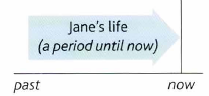 Jane's life
(a period until now)
past now